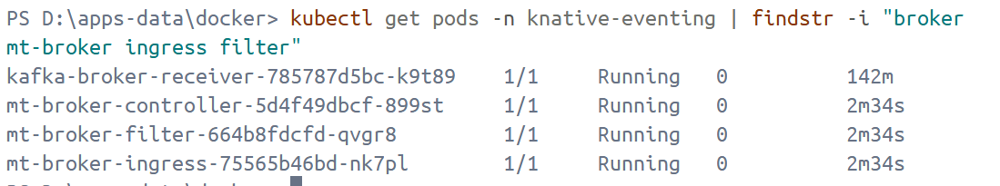 PS D:\apps-data\docker> kubectl get pods -n knative-eventing | findstr -i "broker
mt-broker ingress filter"
kafka-broker-receiver-785787d5bc-k9t89    1/1     Running   0          142m
mt-broker-controller-5d4f49dbcf-899st     1/1     Running   0          2m34s
mt-broker-filter-664b8fdcfd-qvgr8         1/1     Running   0          2m34s
mt-broker-ingress-75565b46bd-nk7pl        1/1     Running   0          2m34s